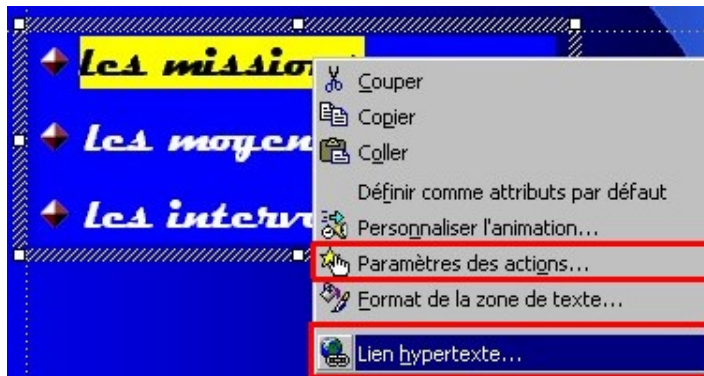 les mission
les moyen
les interv
Couper
Copier
Coller
Définir comme attributs par défaut
Personnaliser l'animation...
Paramètres des actions...
Format de la zone de texte...
Lien hypertexte...